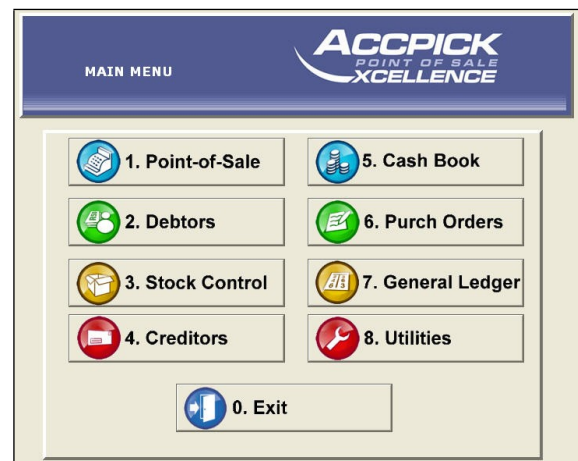 ACCPICK
POINT OF SALE
XCELLENCE
MAIN MENU
1. Point-of-Sale
5. Cash Book
2. Debtors
6. Purch Orders
3. Stock Control
7. General Ledger
4. Creditors
8. Utilities
0. Exit